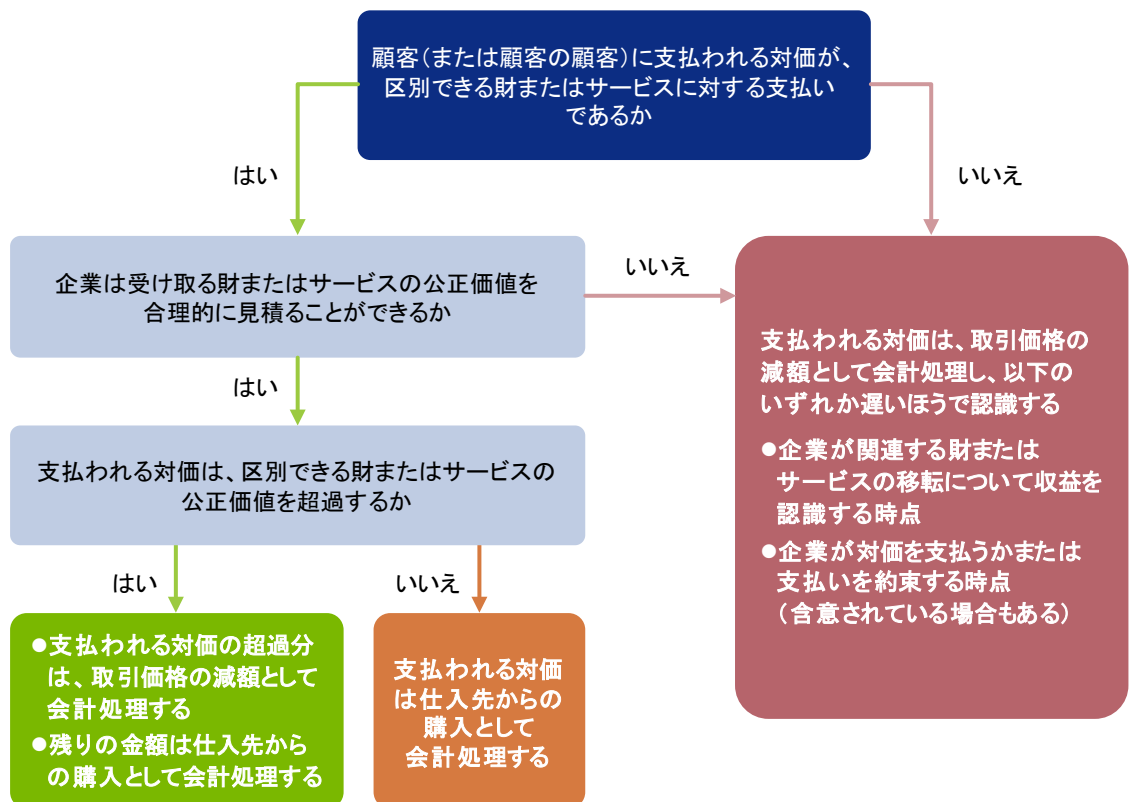 顧客(または顧客の顧客)に支払われる対価が、
区別できる財またはサービスに対する支払い
であるか
はい
いいえ
企業は受け取る財またはサービスの公正価値を
合理的に見積ることができるか
いいえ
はい
支払われる対価は、取引価格の
減額として会計処理し、以下の
いずれか遅いほうで認識する
●企業が関連する財または
サービスの移転について収益を
認識する時点
●企業が対価を支払うかまたは
支払いを約束する時点
(含意されている場合もある)
支払われる対価は、区別できる財またはサービスの
公正価値を超過するか
はい
いいえ
●支払われる対価の超過分
は、取引価格の減額として
会計処理する
●残りの金額は仕入先から
の購入として会計処理する
支払われる対価
は仕入先からの
購入として
会計処理する